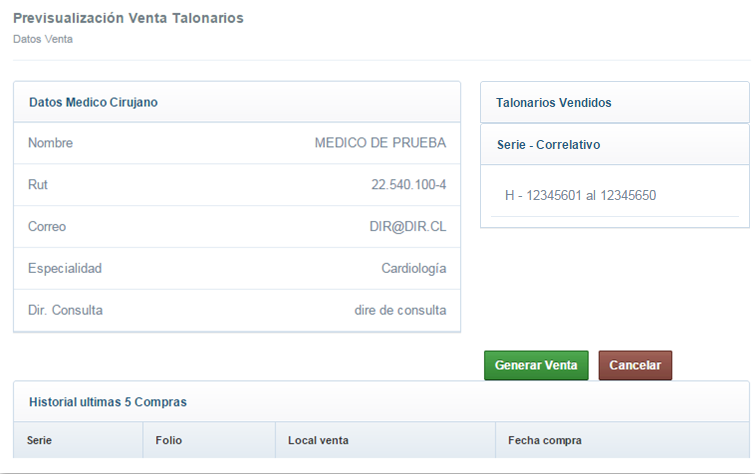 Previsualización Venta Talonarios
Datos Venta
Datos Medico Cirujano
Nombre MEDICO DE PRUEBA
Rut 22.540.100-4
Correo DIR@DIR.CL
Especialidad Cardiología
Dir. Consulta dire de consulta
Talonarios Vendidos
Serie - Correlativo
H - 12345601 al 12345650
Generar Venta Cancelar
Historial ultimas 5 Compras
Serie Folio Local venta Fecha compra